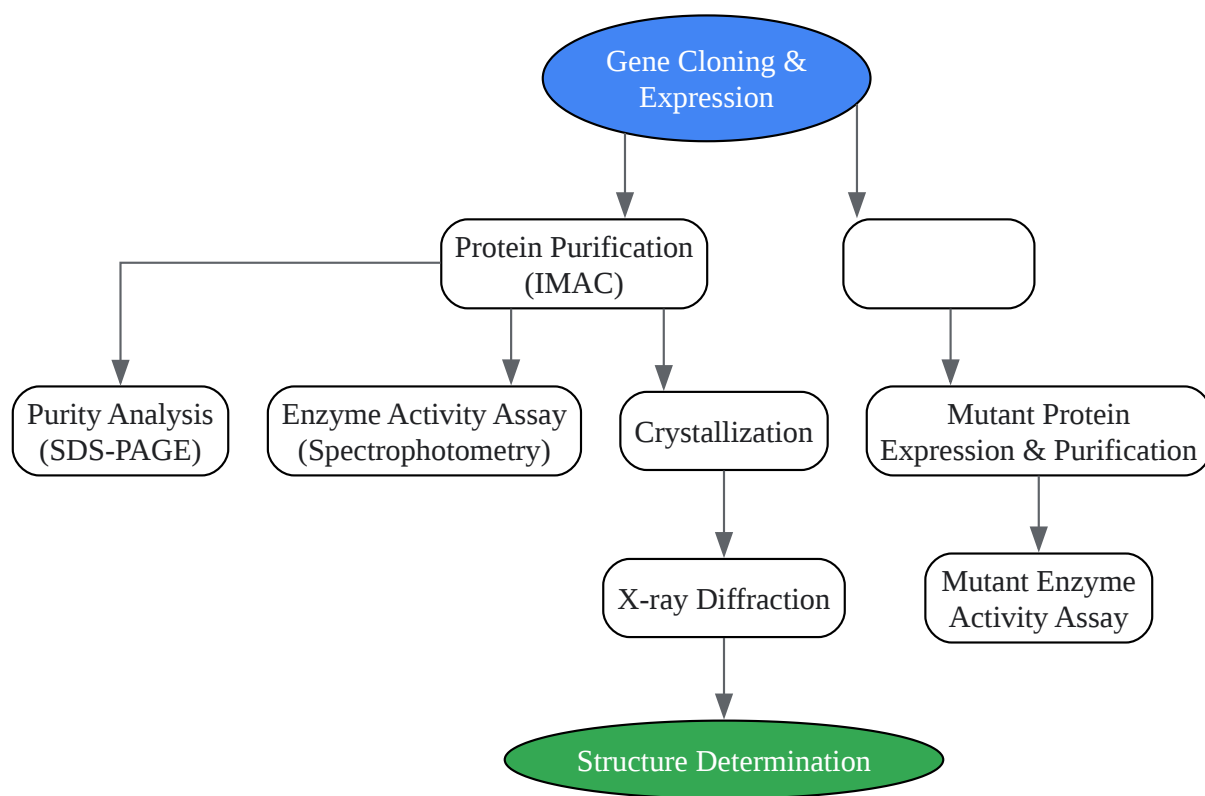 Gene Cloning &
Expression
Protein Purification
(IMAC)
Purity Analysis
(SDS-PAGE)
Enzyme Activity Assay
(Spectrophotometry)
Crystallization
Mutant Protein
Expression & Purification
X-ray Diffraction
Mutant Enzyme
Activity Assay
Structure Determination